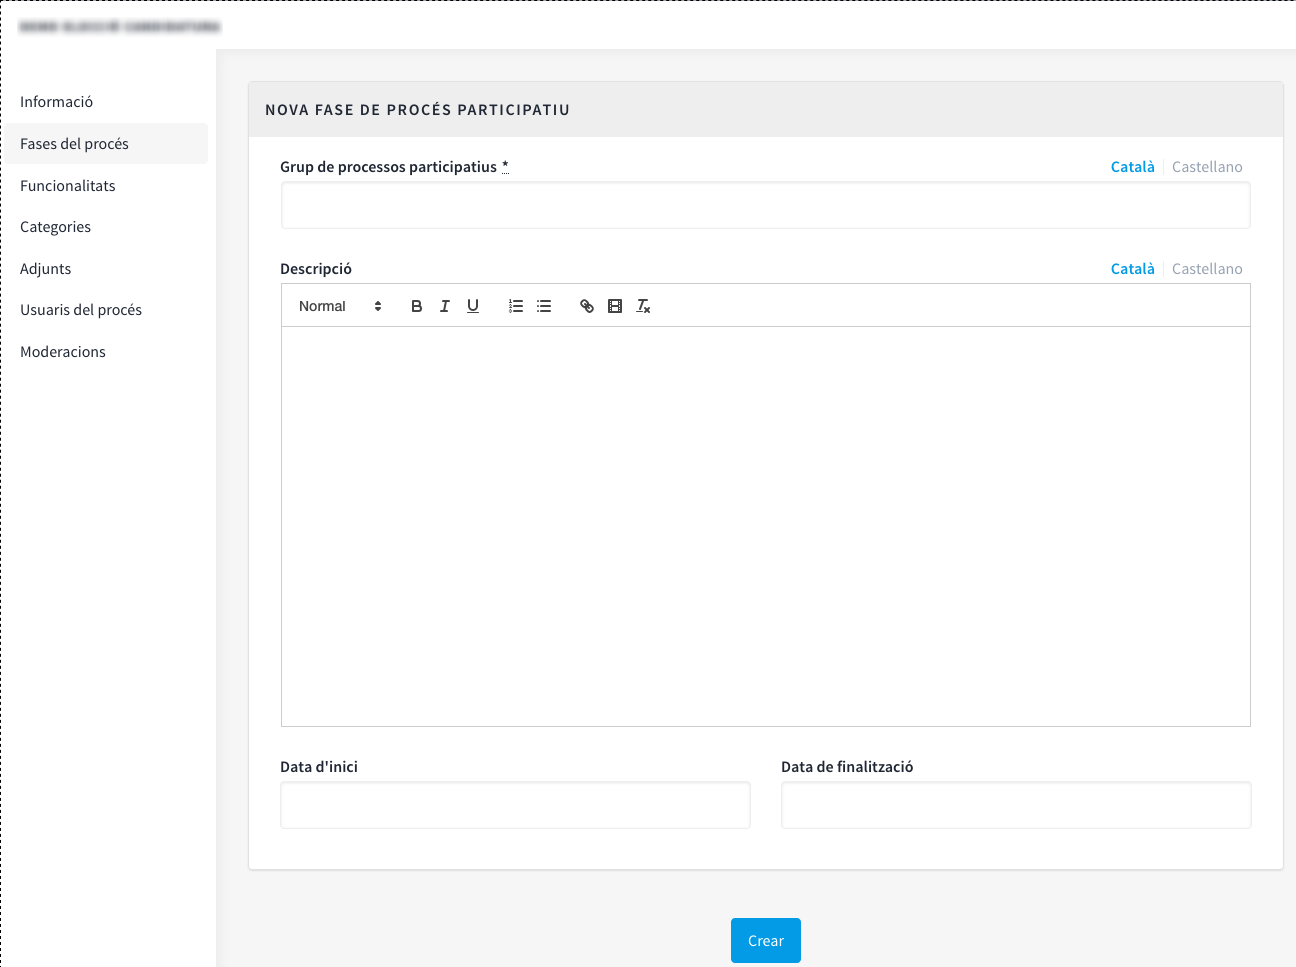 Informació
Fases del procés
Funcionalitats
Categories
Adjunts
Usuaris del procés
Moderacions
NOVA FASE DE PROCÉS PARTICIPATIU
Grup de processos participatius *
Català Castellano
Descripció
Català Castellano
Normal
Data d'inici
Data de finalització
Crear